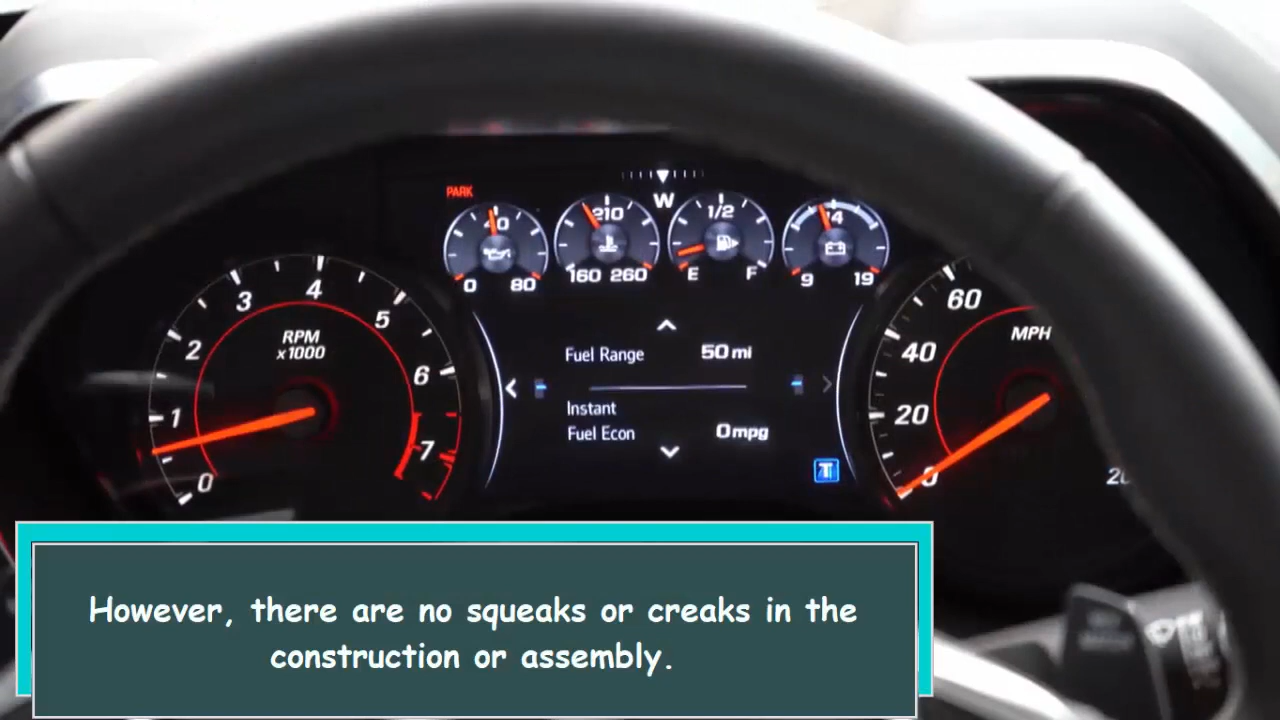 PARK
W
40
0 80
210
160 260
1/2
E F
14
9 19
0 1 2 3 4 5 6 7
RPM
x1000
Fuel Range 50 mi
Instant
Fuel Econ 0 mpg
T
0 20 40 60
MPH
However, there are no squeaks or creaks in the
construction or assembly.